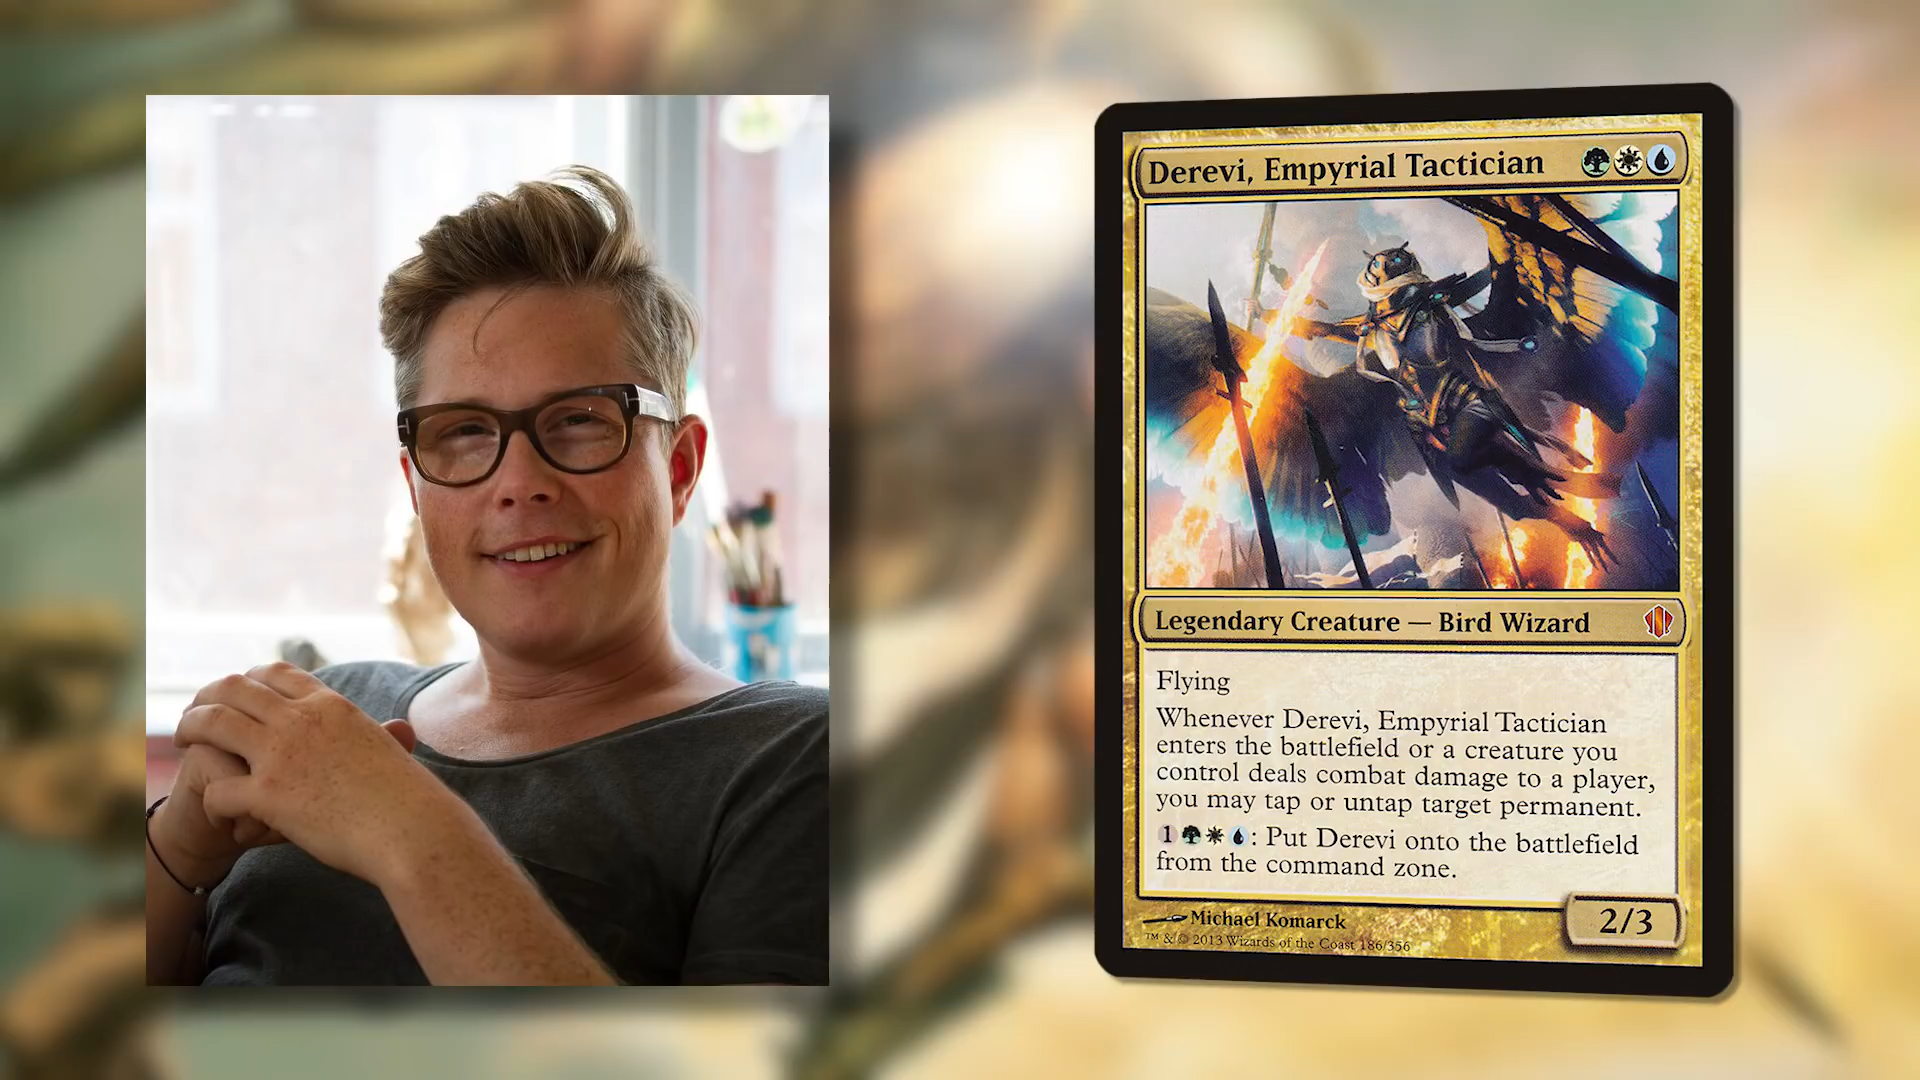 Derevi, Empyrial Tactician
Legendary Creature — Bird Wizard
Flying
Whenever Derevi, Empyrial Tactician
enters the battlefield or a creature you
control deals combat damage to a player,
you may tap or untap target permanent.
1: Put Derevi onto the battlefield
from the command zone.
2/3
Michael Komarck
™ & © 2013 Wizards of the Coast 186/356